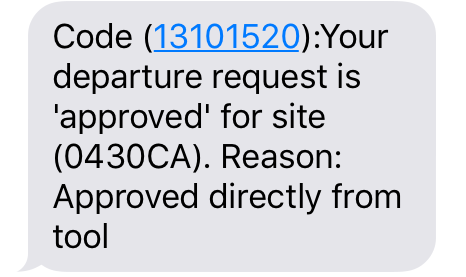 Code (13101520):Your
departure request is
'approved' for site
(0430CA). Reason:
Approved directly from
tool